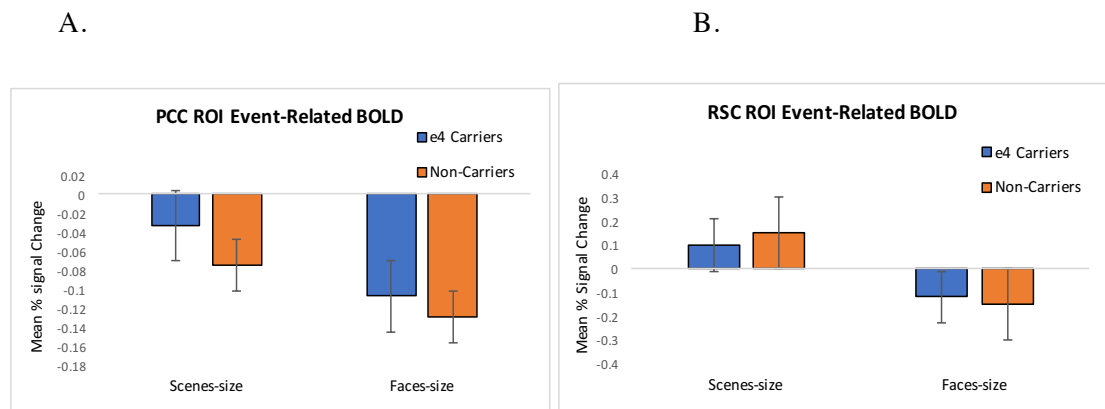 A.
PCC ROI Event-Related BOLD
e4 Carriers
Non-Carriers
Mean % signal Change
0.02
0
-0.02
-0.04
-0.06
-0.08
-0.1
-0.12
-0.14
-0.16
-0.18
Scenes-size Faces-size
B.
RSC ROI Event-Related BOLD
e4 Carriers
Non-Carriers
Mean % Signal Change
0.4
0.3
0.2
0.1
0
-0.1
-0.2
-0.3
-0.4
Scenes-size Faces-size